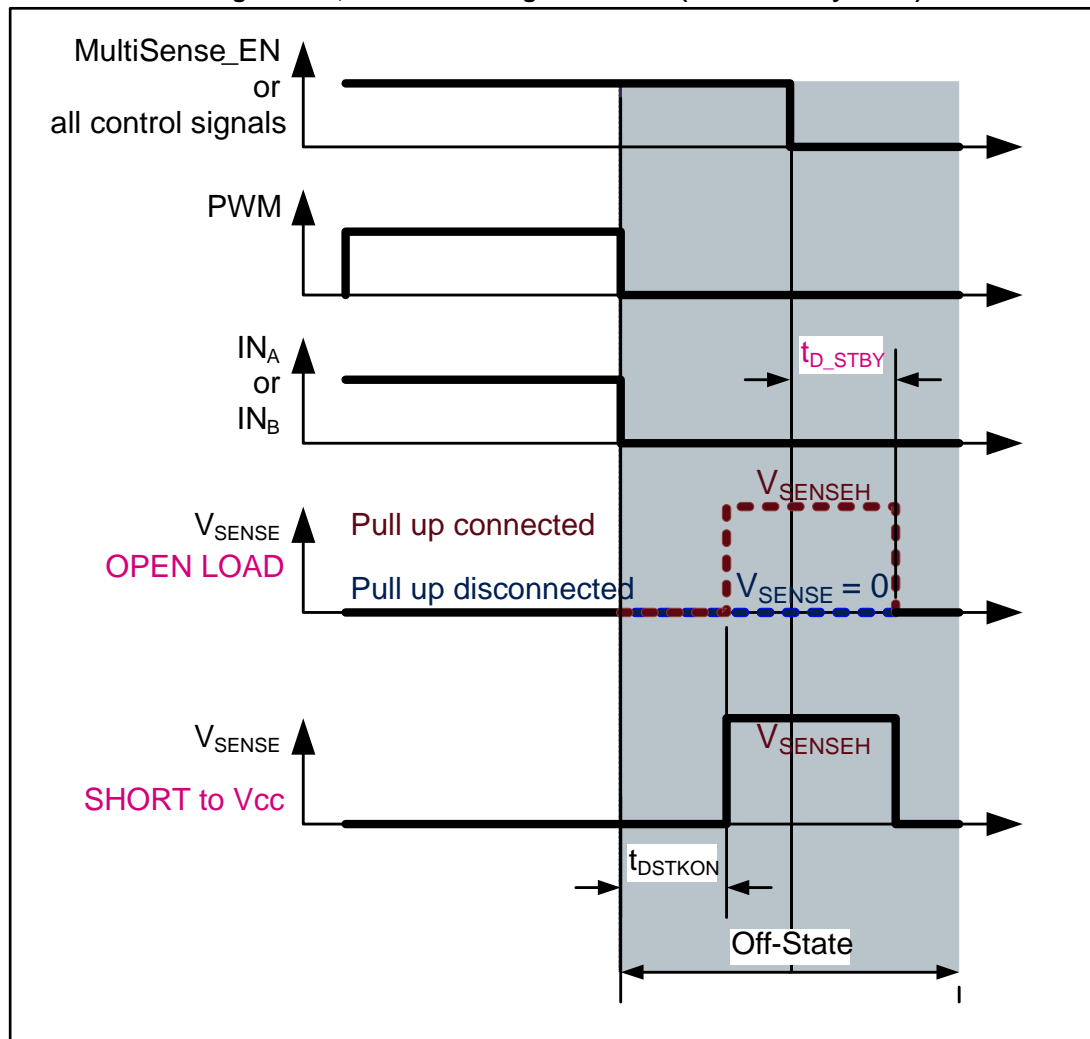 MultiSense_EN
or
all control signals
PWM
IN_A
or
IN_B
t_D_STBY
V_SENSEH
V_SENSE
Pull up connected
OPEN LOAD
Pull up disconnected
V_SENSE = 0
V_SENSE
V_SENSEH
SHORT to Vcc
t_DSTKON
Off-State